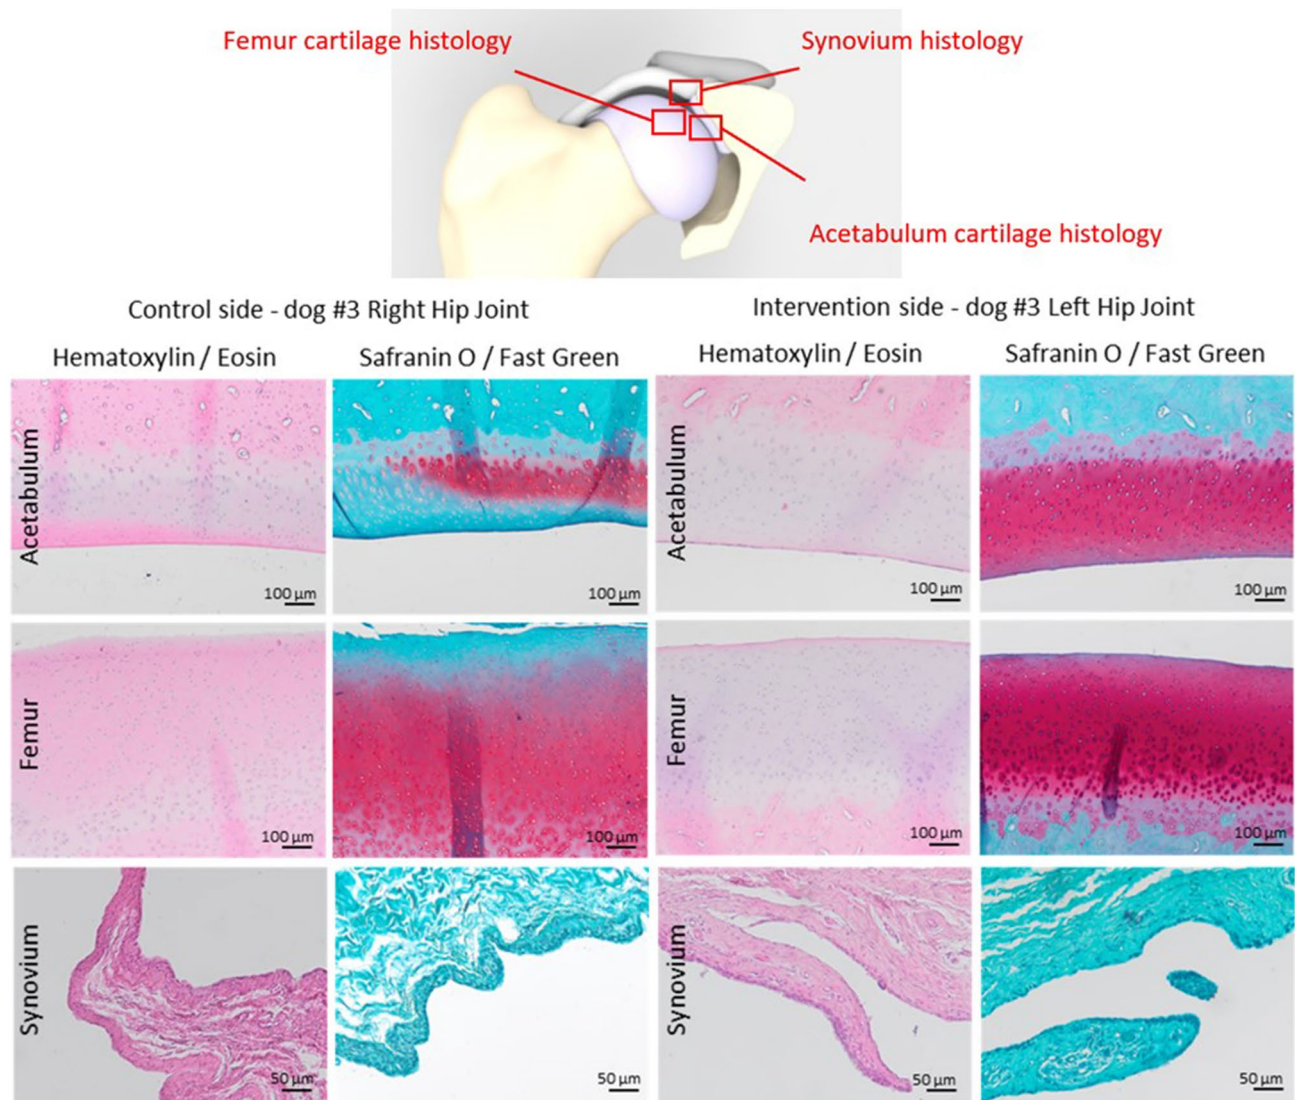 Femur cartilage histology
Synovium histology
Acetabulum cartilage histology
Control side - dog #3 Right Hip Joint
Intervention side - dog #3 Left Hip Joint
Hematoxylin / Eosin
Safranin O / Fast Green
Hematoxylin / Eosin
Safranin O / Fast Green
Acetabulum
100 µm
100 µm
Acetabulum
100 µm
100 µm
Femur
100 µm
100 µm
Femur
100 µm
100 µm
Synovium
50 µm
50 µm
Synovium
50 µm
50 µm